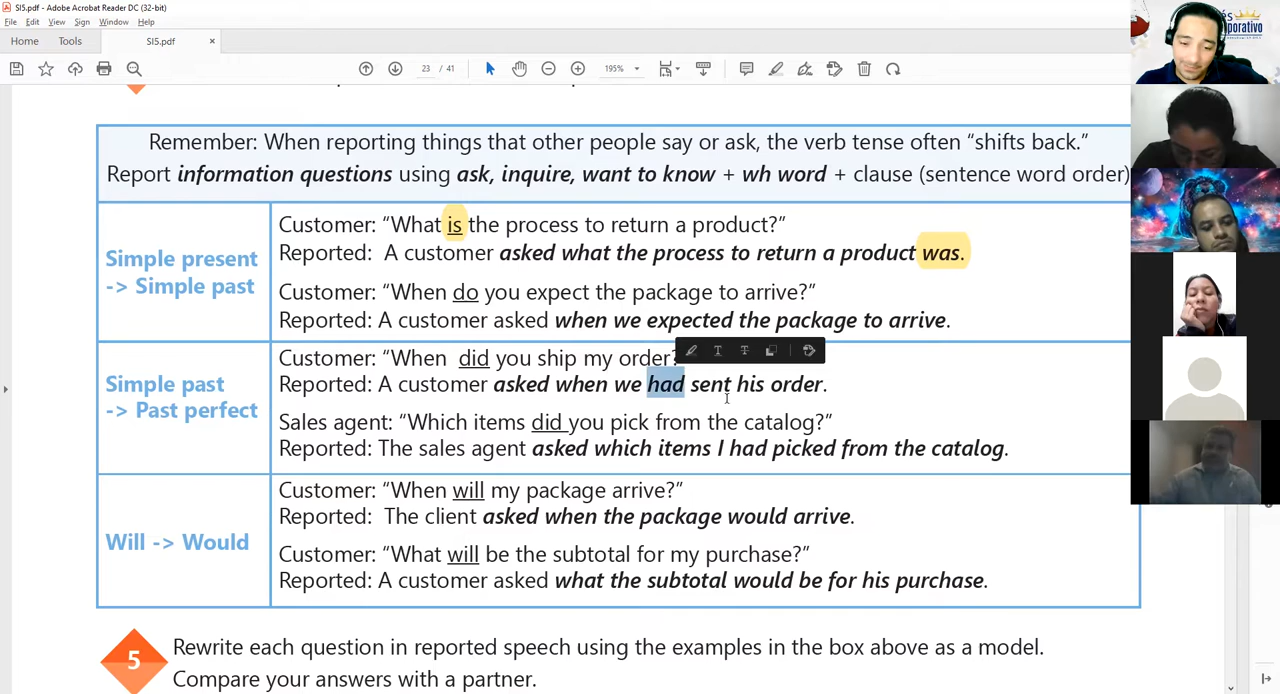 SI5.pdf - Adobe Acrobat Reader DC (32-bit)
File Edit View Sign Window Help
Home Tools SI5.pdf ×
23 / 41 195%
Remember: When reporting things that other people say or ask, the verb tense often “shifts back.”
Report information questions using ask, inquire, want to know + wh word + clause (sentence word order)
Simple present
-> Simple past
Customer: “What is the process to return a product?”
Reported: A customer asked what the process to return a product was.
Customer: “When do you expect the package to arrive?”
Reported: A customer asked when we expected the package to arrive.
Simple past
-> Past perfect
Customer: “When did you ship my order?
Reported: A customer asked when we had sent his order.
Sales agent: “Which items did you pick from the catalog?”
Reported: The sales agent asked which items I had picked from the catalog.
Will -> Would
Customer: “When will my package arrive?”
Reported: The client asked when the package would arrive.
Customer: “What will be the subtotal for my purchase?”
Reported: A customer asked what the subtotal would be for his purchase.
5
Rewrite each question in reported speech using the examples in the box above as a model.
Compare your answers with a partner.